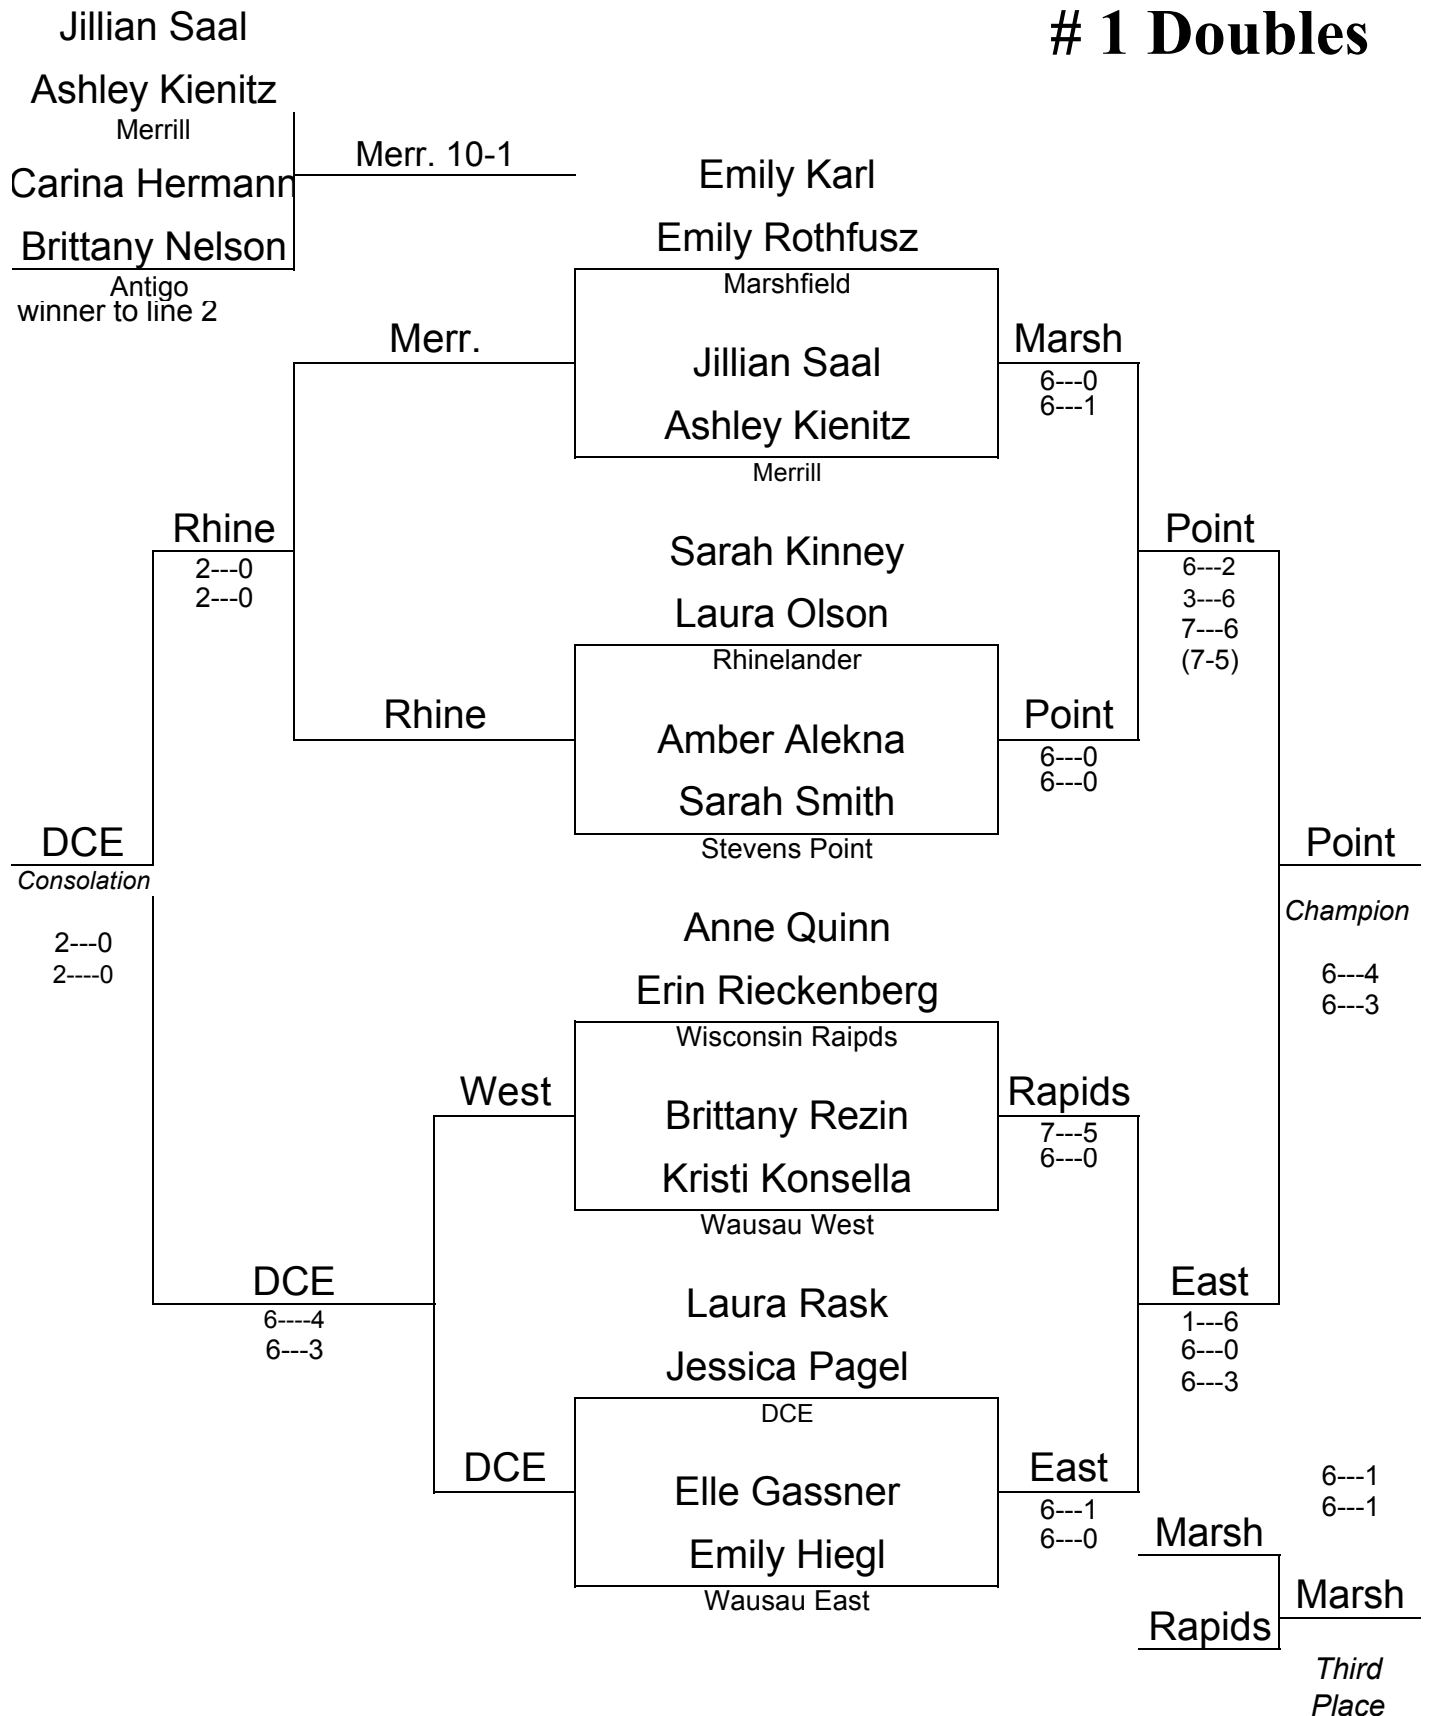 # 1 Doubles
Jillian Saal
Ashley Kienitz
Merrill
Merr. 10-1
Carina Hermann
Brittany Nelson
Antigo
winner to line 2
Emily Karl
Emily Rothfusz
Marshfield
Merr.
Jillian Saal
Ashley Kienitz
Merrill
Marsh
6---0
6---1
Rhine
2---0
2---0
Sarah Kinney
Laura Olson
Rhinelander
Point
6---2
3---6
7---6
(7-5)
Rhine
Amber Alekna
Sarah Smith
Stevens Point
Point
6---0
6---0
DCE
Consolation
2---0
2----0
Point
Champion
6---4
6---3
Anne Quinn
Erin Rieckenberg
Wisconsin Raipds
West
Brittany Rezin
Kristi Konsella
Wausau West
Rapids
7---5
6---0
DCE
6----4
6---3
Laura Rask
Jessica Pagel
DCE
East
1---6
6---0
6---3
DCE
Elle Gassner
Emily Hiegl
Wausau East
East
6---1
6---0
6---1
6---1
Marsh
Marsh
Rapids
Third
Place